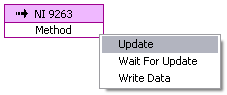 NI 9263
Method
Update
Wait For Update
Write Data